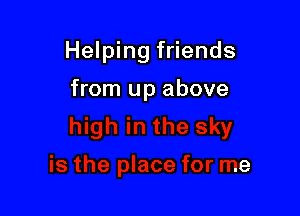 Helping friends
from up above
high in the sky
is the place for me